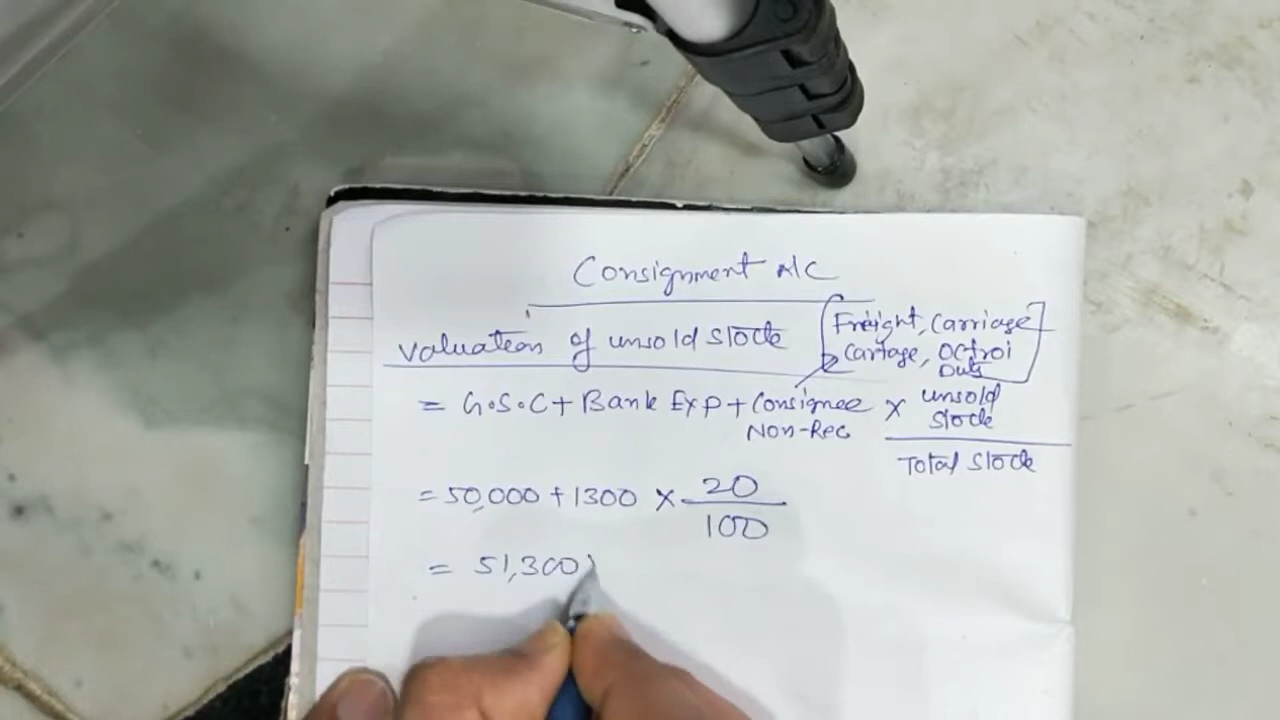 Consignment A/C
valuation of unsold stock
[Freight, Carriage
Cartage, Octroi
Duty]
= G.S.C + Bank Exp + Consignee × unsold stock
Non-Rec
Total Stock
= 50,000 + 1300 × 20
100
= 51,300